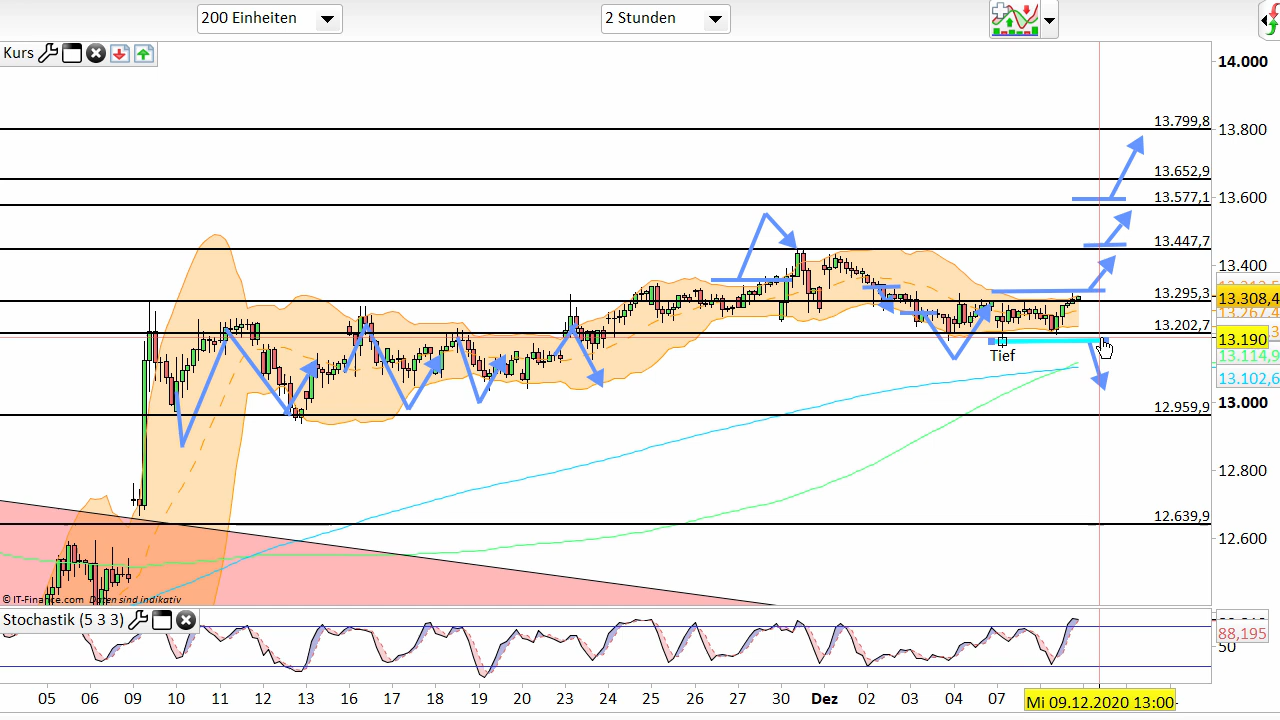 200 Einheiten
2 Stunden
Kurs
14.000
13.799,8
13.800
13.652,9
13.577,1
13.600
13.447,7
13.400
13.295,3
13.308,4
13.267,4
13.202,7
13.190
Tief
13.114,9
13.102,6
13.000
12.959,9
12.800
12.639,9
12.600
© IT-Finance.com Daten sind indikativ
Stochastik (5 3 3)
88,195
50
05 06 09 10 11 12 13 16 17 18 19 20 23 24 25 26 27 30 Dez 02 03 04 07
Mi 09.12.2020 13:00